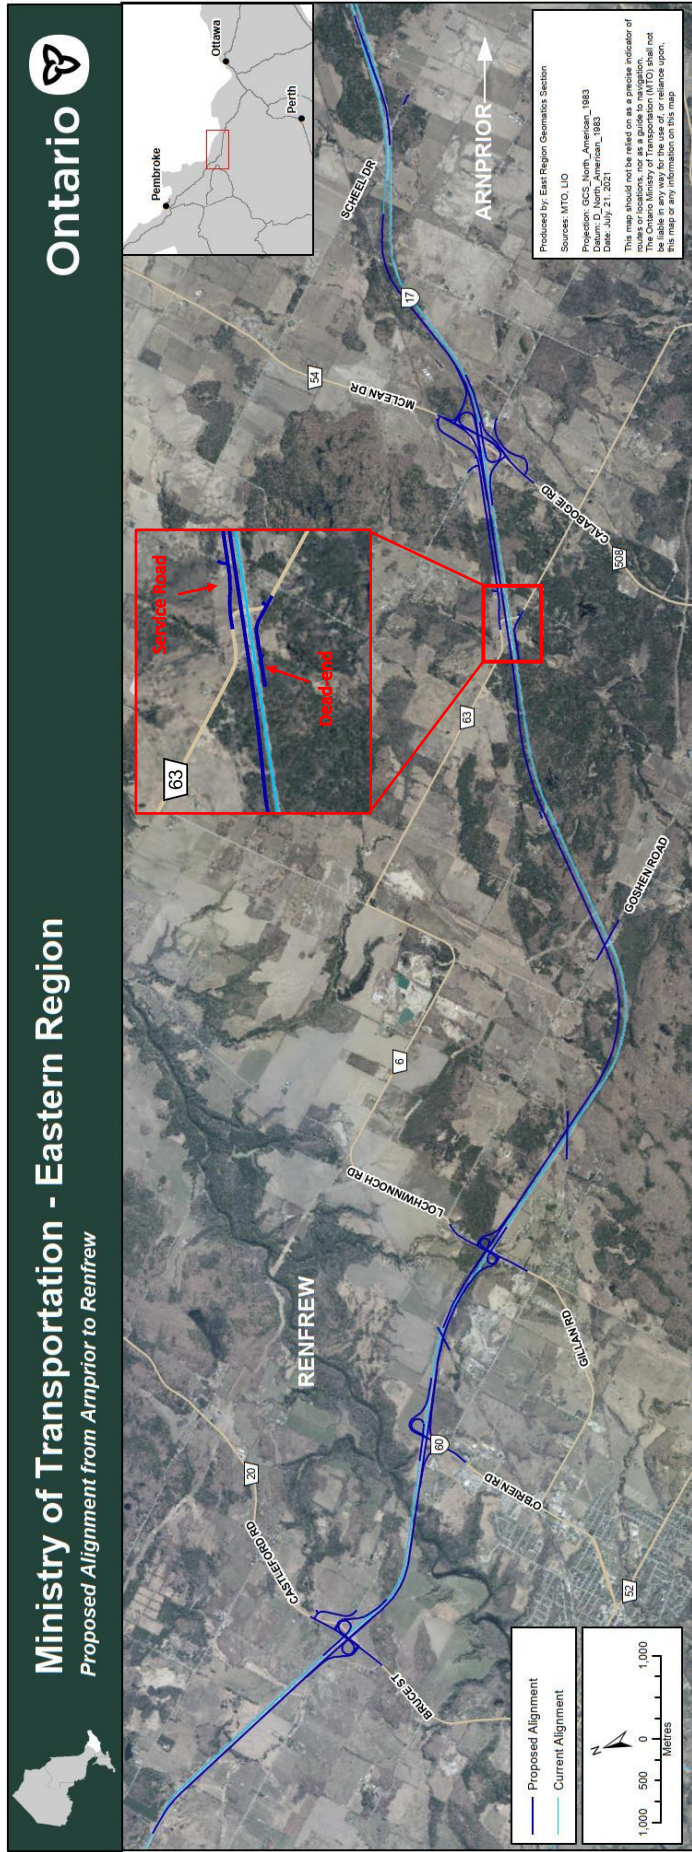 Ministry of Transportation - Eastern Region
Proposed Alignment from Arnprior to Renfrew
Ontario
Pembroke
Ottawa
Perth
SCHEEL DR
ARNPRIOR
17
54
MCLEAN DR
CALABOGIE RD
508
Service Road
Dead-end
63
63
GOSHEN ROAD
6
LOCHWINNOCH RD
RENFREW
GILLAN RD
60
O'BRIEN RD
52
20
CASTLEFORD RD
BRUCE ST
Produced by: East Region Geomatics Section
Sources: MTO, LIO
Projection: GCS_North_American_1983
Datum: D_North_American_1983
Date: July, 21, 2021
This map should not be relied on as a precise indicator of
routes or locations, nor as a guide to navigation.
The Ontario Ministry of Transportation (MTO) shall not
be liable in any way for the use of, or reliance upon,
this map or any information on this map
Proposed Alignment
Current Alignment
N
1,000 500 0 1,000
Metres